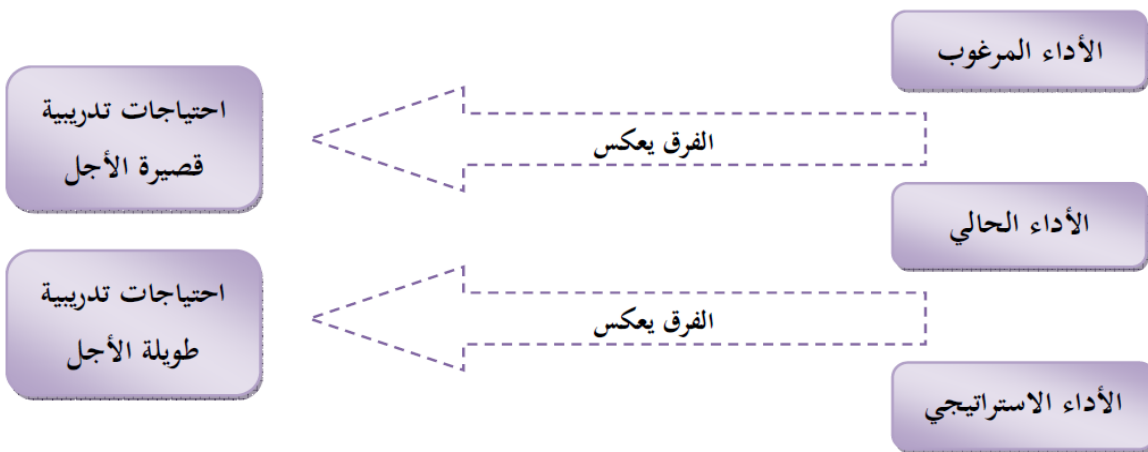 الأداء المرغوب
الفرق يعكس
احتياجات تدريبية
قصيرة الأجل
الأداء الحالي
الفرق يعكس
احتياجات تدريبية
طويلة الأجل
الأداء الاستراتيجي